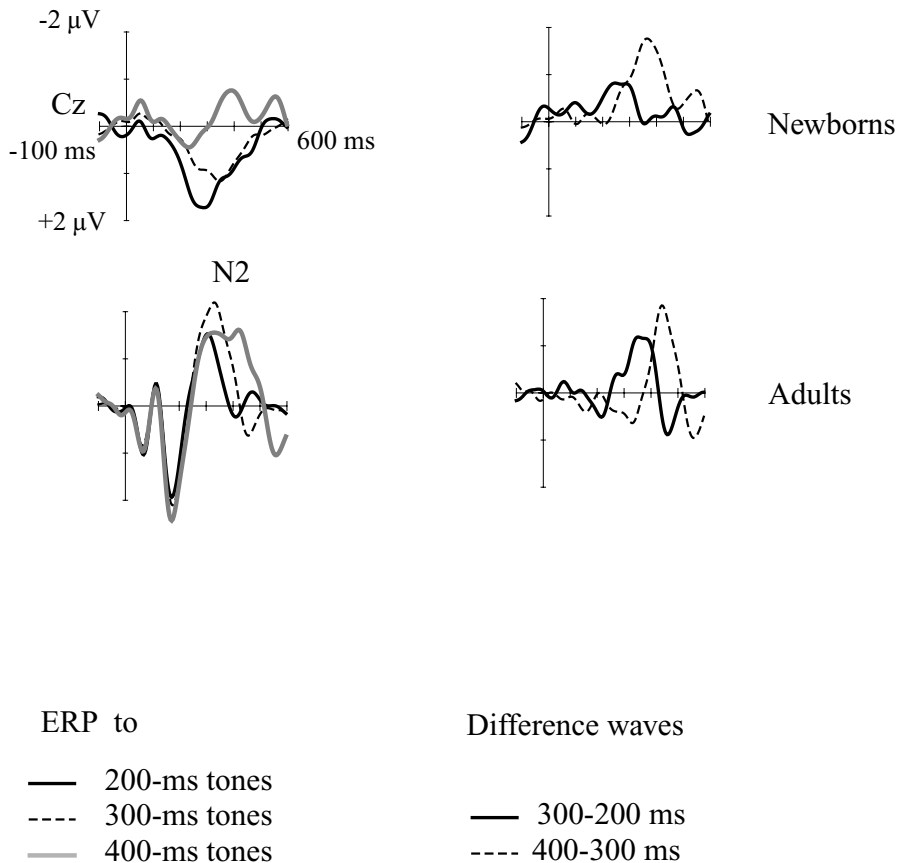 -2 µV
Cz
-100 ms
600 ms
+2 µV
Newborns
N2
Adults
ERP to
200-ms tones
300-ms tones
400-ms tones
Difference waves
300-200 ms
400-300 ms